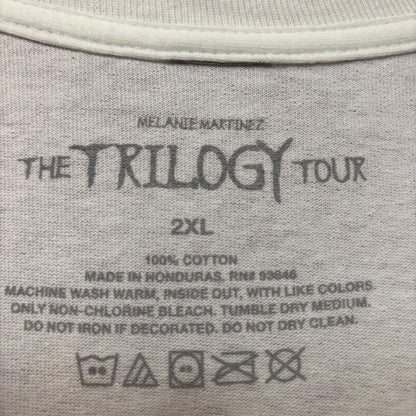 MELANIE MARTINEZ
THE TRILOGY TOUR
2XL
100% COTTON
MADE IN HONDURAS. RN# 93646
MACHINE WASH WARM, INSIDE OUT, WITH LIKE COLORS
ONLY NON-CHLORINE BLEACH. TUMBLE DRY MEDIUM.
DO NOT IRON IF DECORATED. DO NOT DRY CLEAN.